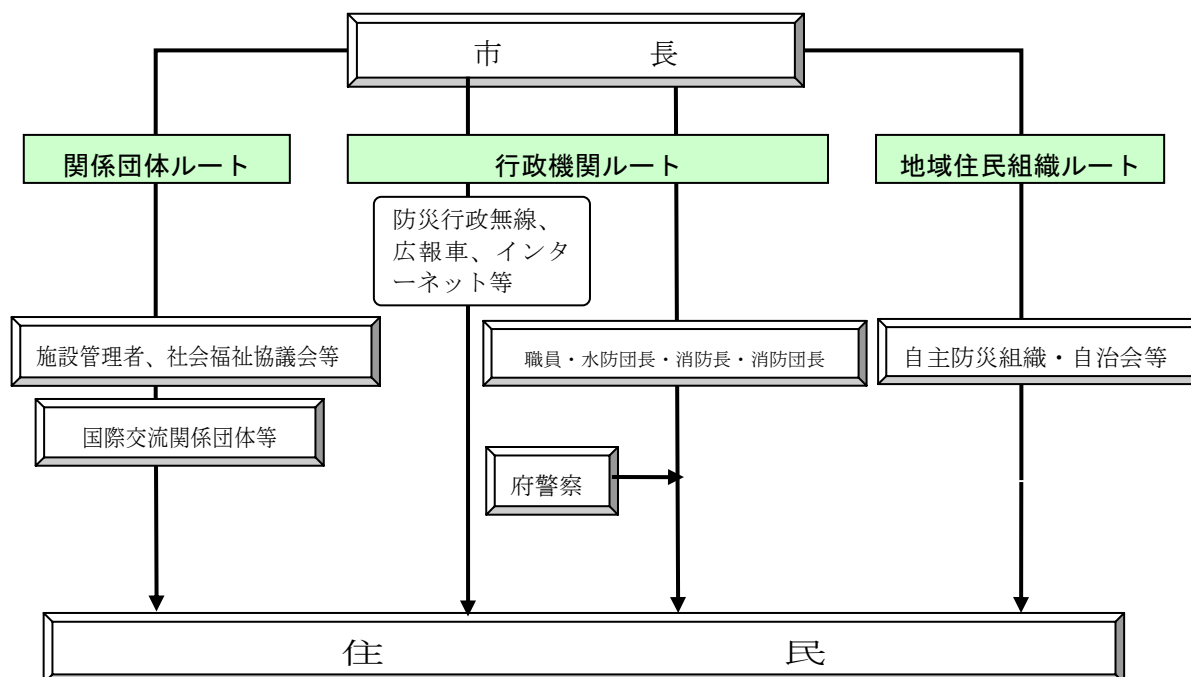 市　　　　長
関係団体ルート
行政機関ルート
地域住民組織ルート
防災行政無線、
広報車、インタ
ーネット等
施設管理者、社会福祉協議会等
職員・水防団長・消防長・消防団長
自主防災組織・自治会等
国際交流関係団体等
府警察
住　　　　民